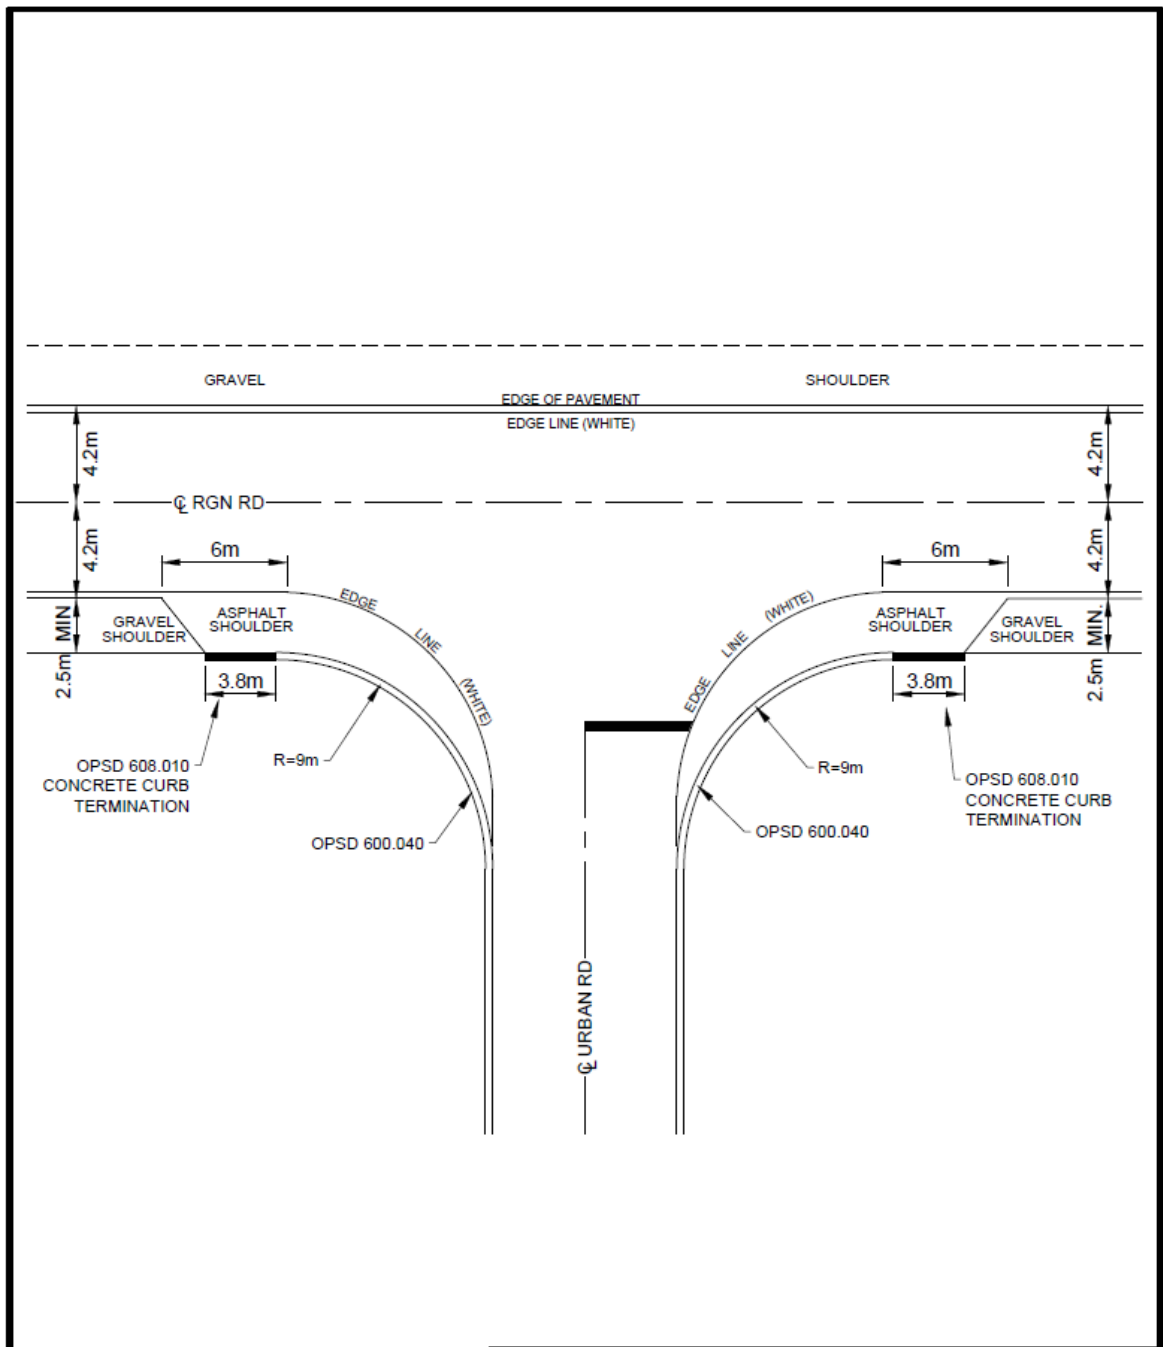 GRAVEL SHOULDER
EDGE OF PAVEMENT
EDGE LINE (WHITE)
4.2m 4.2m
℄ RGN RD
4.2m 4.2m
6m 6m
EDGE LINE (WHITE)
EDGE LINE (WHITE)
2.5m MIN
GRAVEL
SHOULDER
ASPHALT
SHOULDER
ASPHALT
SHOULDER
GRAVEL
SHOULDER
2.5m MIN.
3.8m 3.8m
OPSD 608.010
CONCRETE CURB
TERMINATION
R=9m
R=9m
OPSD 608.010
CONCRETE CURB
TERMINATION
OPSD 600.040
OPSD 600.040
℄ URBAN RD